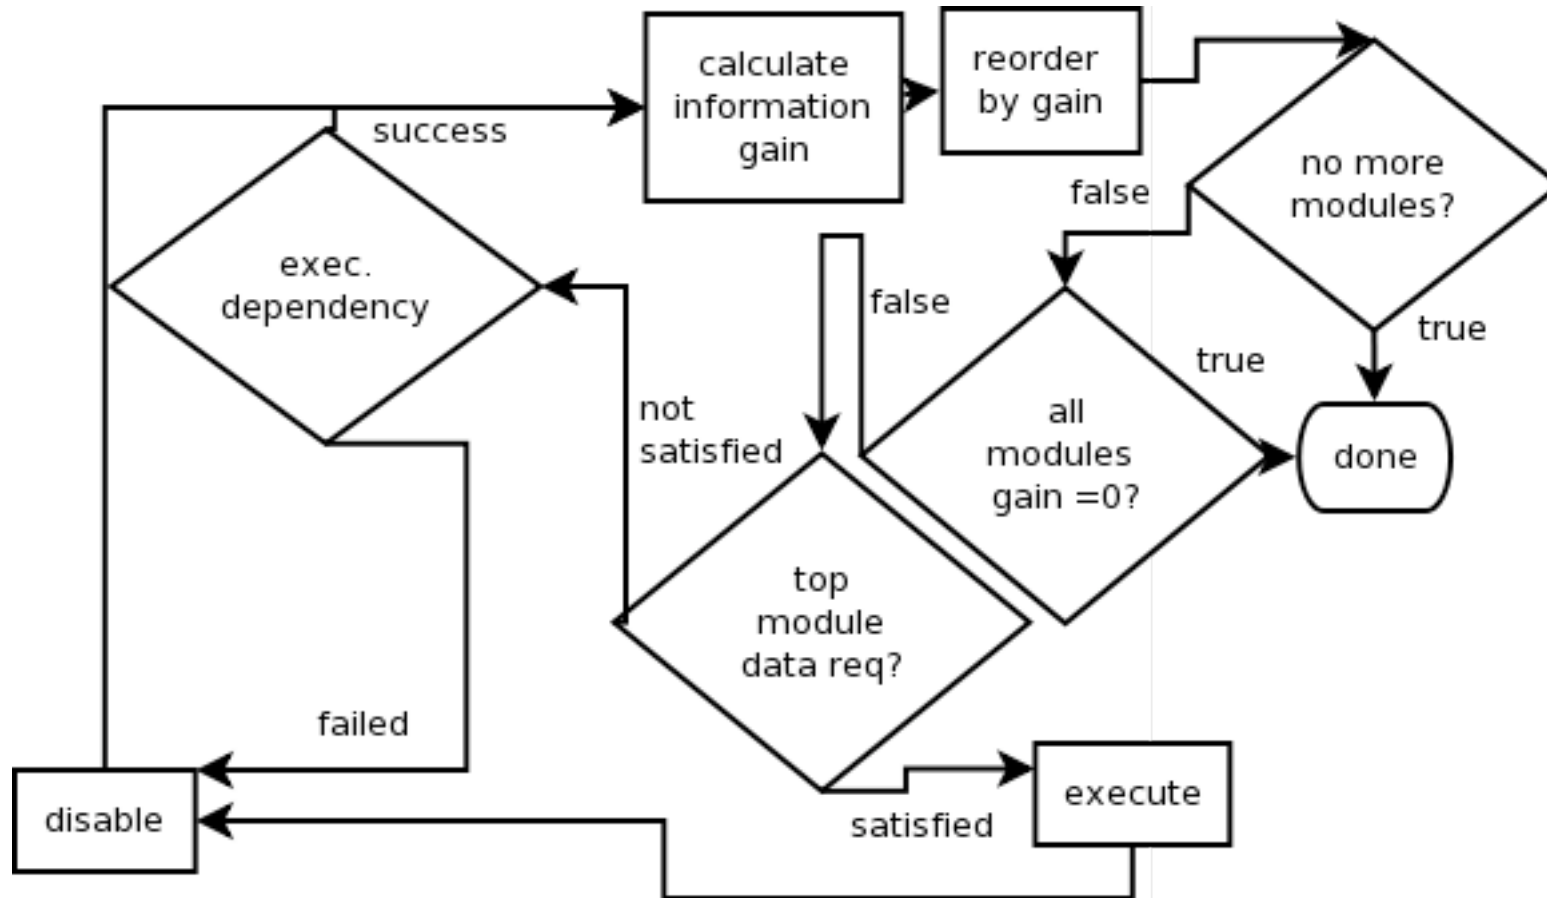 calculate
information
gain
reorder
by gain
success
no more
modules?
false
exec.
dependency
false
true
true
not
satisfied
all
modules
gain =0?
done
top
module
data req?
failed
disable
execute
satisfied